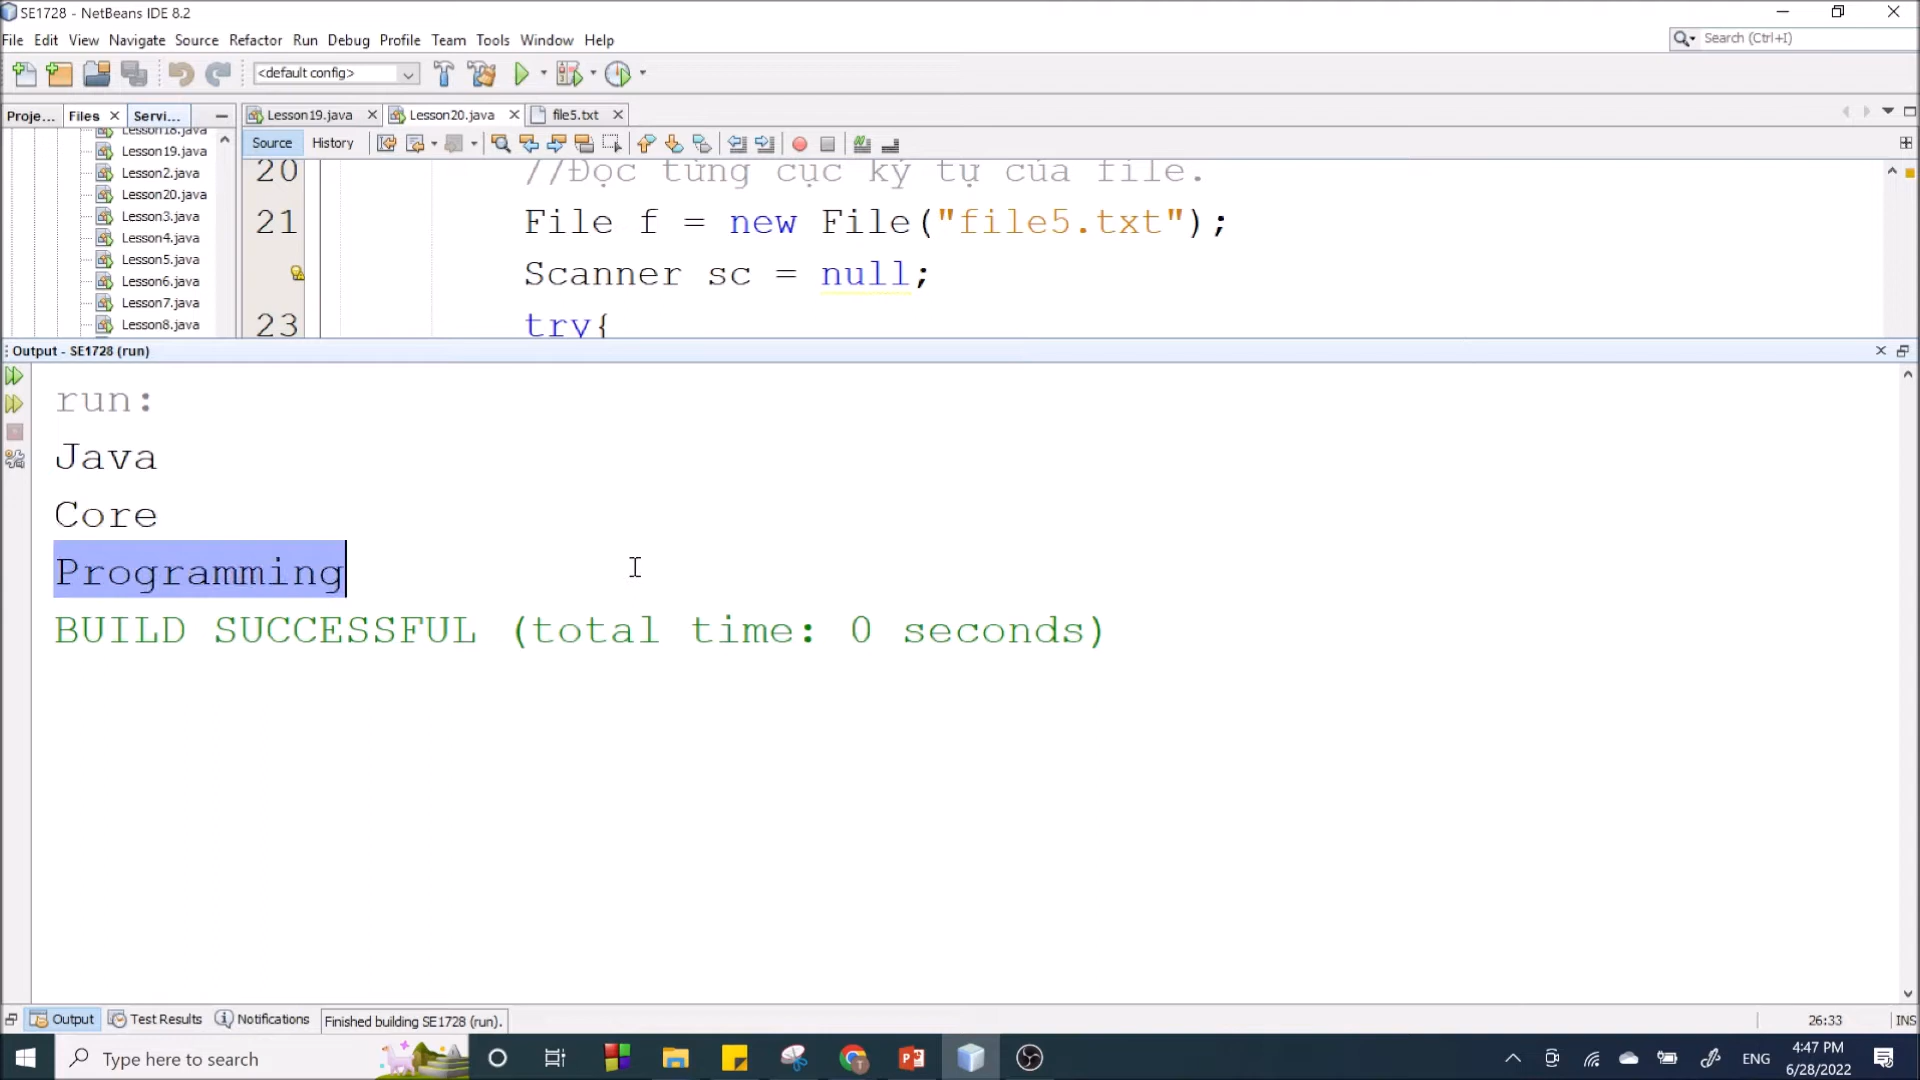 SE1728 - NetBeans IDE 8.2
File Edit View Navigate Source Refactor Run Debug Profile Team Tools Window Help
Search (Ctrl+I)
<default config>
Proje... Files Servi...
Lesson19.java Lesson20.java file5.txt
Source History
Lesson18.java
Lesson19.java
Lesson2.java
Lesson20.java
Lesson3.java
Lesson4.java
Lesson5.java
Lesson6.java
Lesson7.java
Lesson8.java
20 //Đọc từng cục ký tự của file.
21 File f = new File("file5.txt");
Scanner sc = null;
23 try{
Output - SE1728 (run)
run:
Java
Core
Programming
BUILD SUCCESSFUL (total time: 0 seconds)
Output Test Results Notifications Finished building SE1728 (run).
26:33 INS
Type here to search
ENG
4:47 PM
6/28/2022